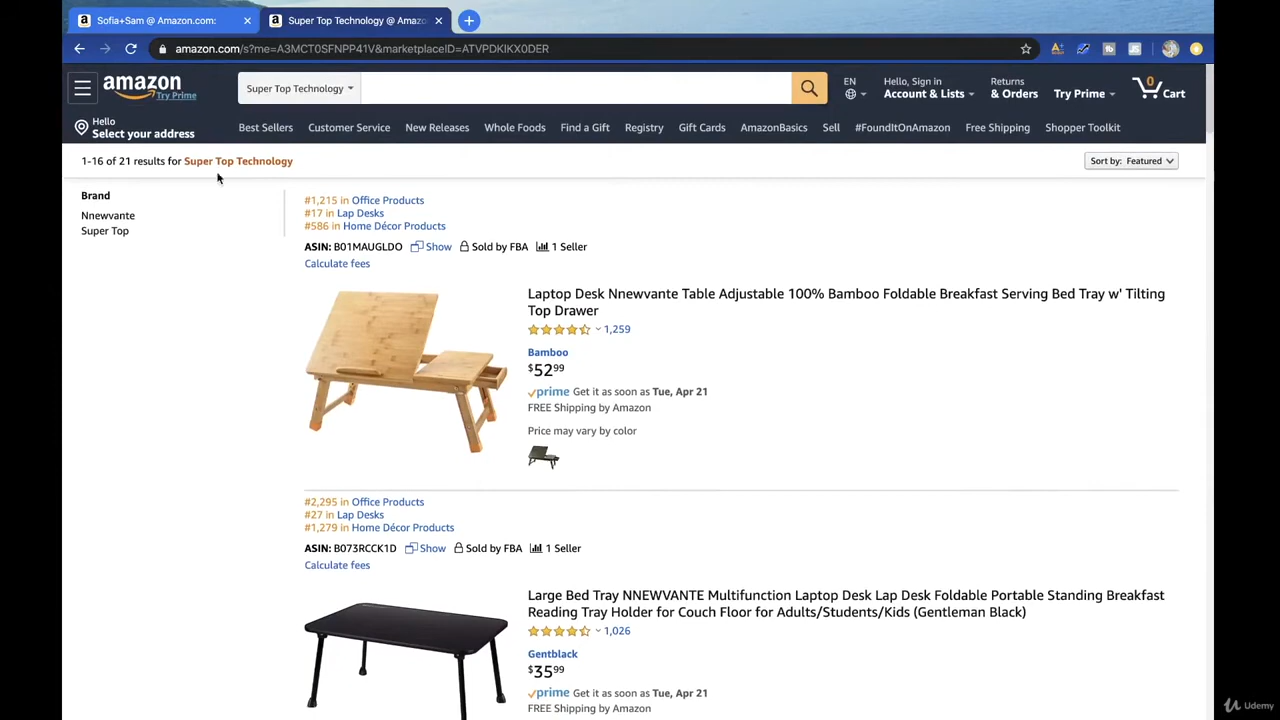 Sofia+Sam @ Amazon.com:
Super Top Technology @ Amazo
amazon.com/s?me=A3MCT0SFNPP41V&marketplaceID=ATVPDKIKX0DER
amazon
Try Prime
Super Top Technology
EN
Hello, Sign in
Account & Lists
Returns
& Orders
Try Prime
0
Cart
Hello
Select your address
Best Sellers
Customer Service
New Releases
Whole Foods
Find a Gift
Registry
Gift Cards
AmazonBasics
Sell
#FoundItOnAmazon
Free Shipping
Shopper Toolkit
1-16 of 21 results for Super Top Technology
Sort by: Featured
Brand
Nnewvante
Super Top
#1,215 in Office Products
#17 in Lap Desks
#586 in Home Décor Products
ASIN: B01MAUGLDO Show Sold by FBA 1 Seller
Calculate fees
Laptop Desk Nnewvante Table Adjustable 100% Bamboo Foldable Breakfast Serving Bed Tray w' Tilting
Top Drawer
1,259
Bamboo
$5299
prime Get it as soon as Tue, Apr 21
FREE Shipping by Amazon
Price may vary by color
#2,295 in Office Products
#27 in Lap Desks
#1,279 in Home Décor Products
ASIN: B073RCCK1D Show Sold by FBA 1 Seller
Calculate fees
Large Bed Tray NNEWVANTE Multifunction Laptop Desk Lap Desk Foldable Portable Standing Breakfast
Reading Tray Holder for Couch Floor for Adults/Students/Kids (Gentleman Black)
1,026
Gentblack
$3599
prime Get it as soon as Tue, Apr 21
FREE Shipping by Amazon
Udemy